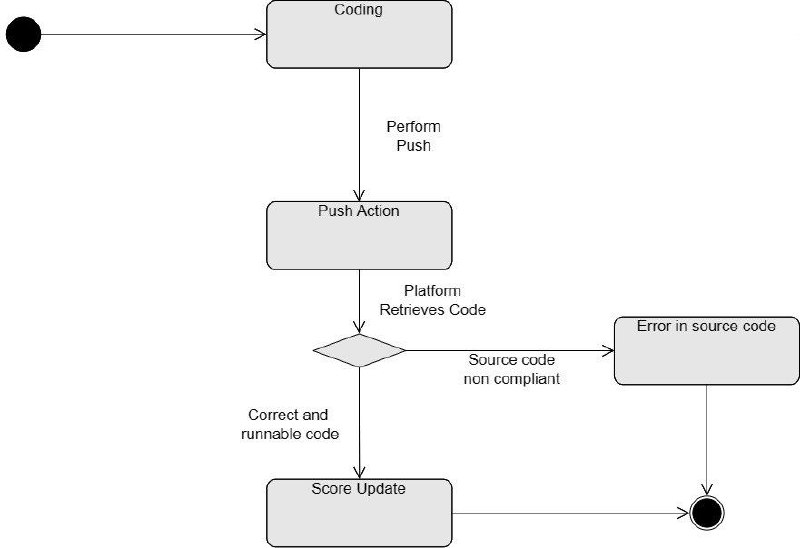 Coding
Perform
Push
Push Action
Platform
Retrieves Code
Error in source code
Source code
non compliant
Correct and
runnable code
Score Update